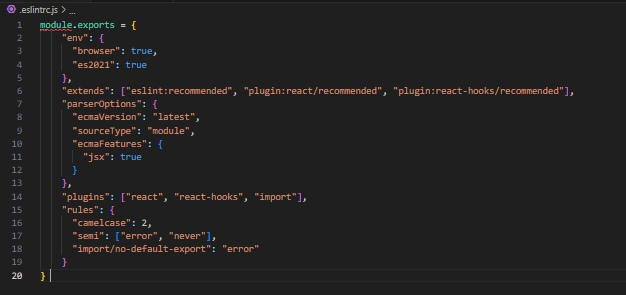 .eslintrc.js > ...
1 module.exports = {
2 "env": {
3 "browser": true,
4 "es2021": true
5 },
6 "extends": ["eslint:recommended", "plugin:react/recommended", "plugin:react-hooks/recommended"],
7 "parserOptions": {
8 "ecmaVersion": "latest",
9 "sourceType": "module",
10 "ecmaFeatures": {
11 "jsx": true
12 }
13 },
14 "plugins": ["react", "react-hooks", "import"],
15 "rules": {
16 "camelcase": 2,
17 "semi": ["error", "never"],
18 "import/no-default-export": "error"
19 }
20 }